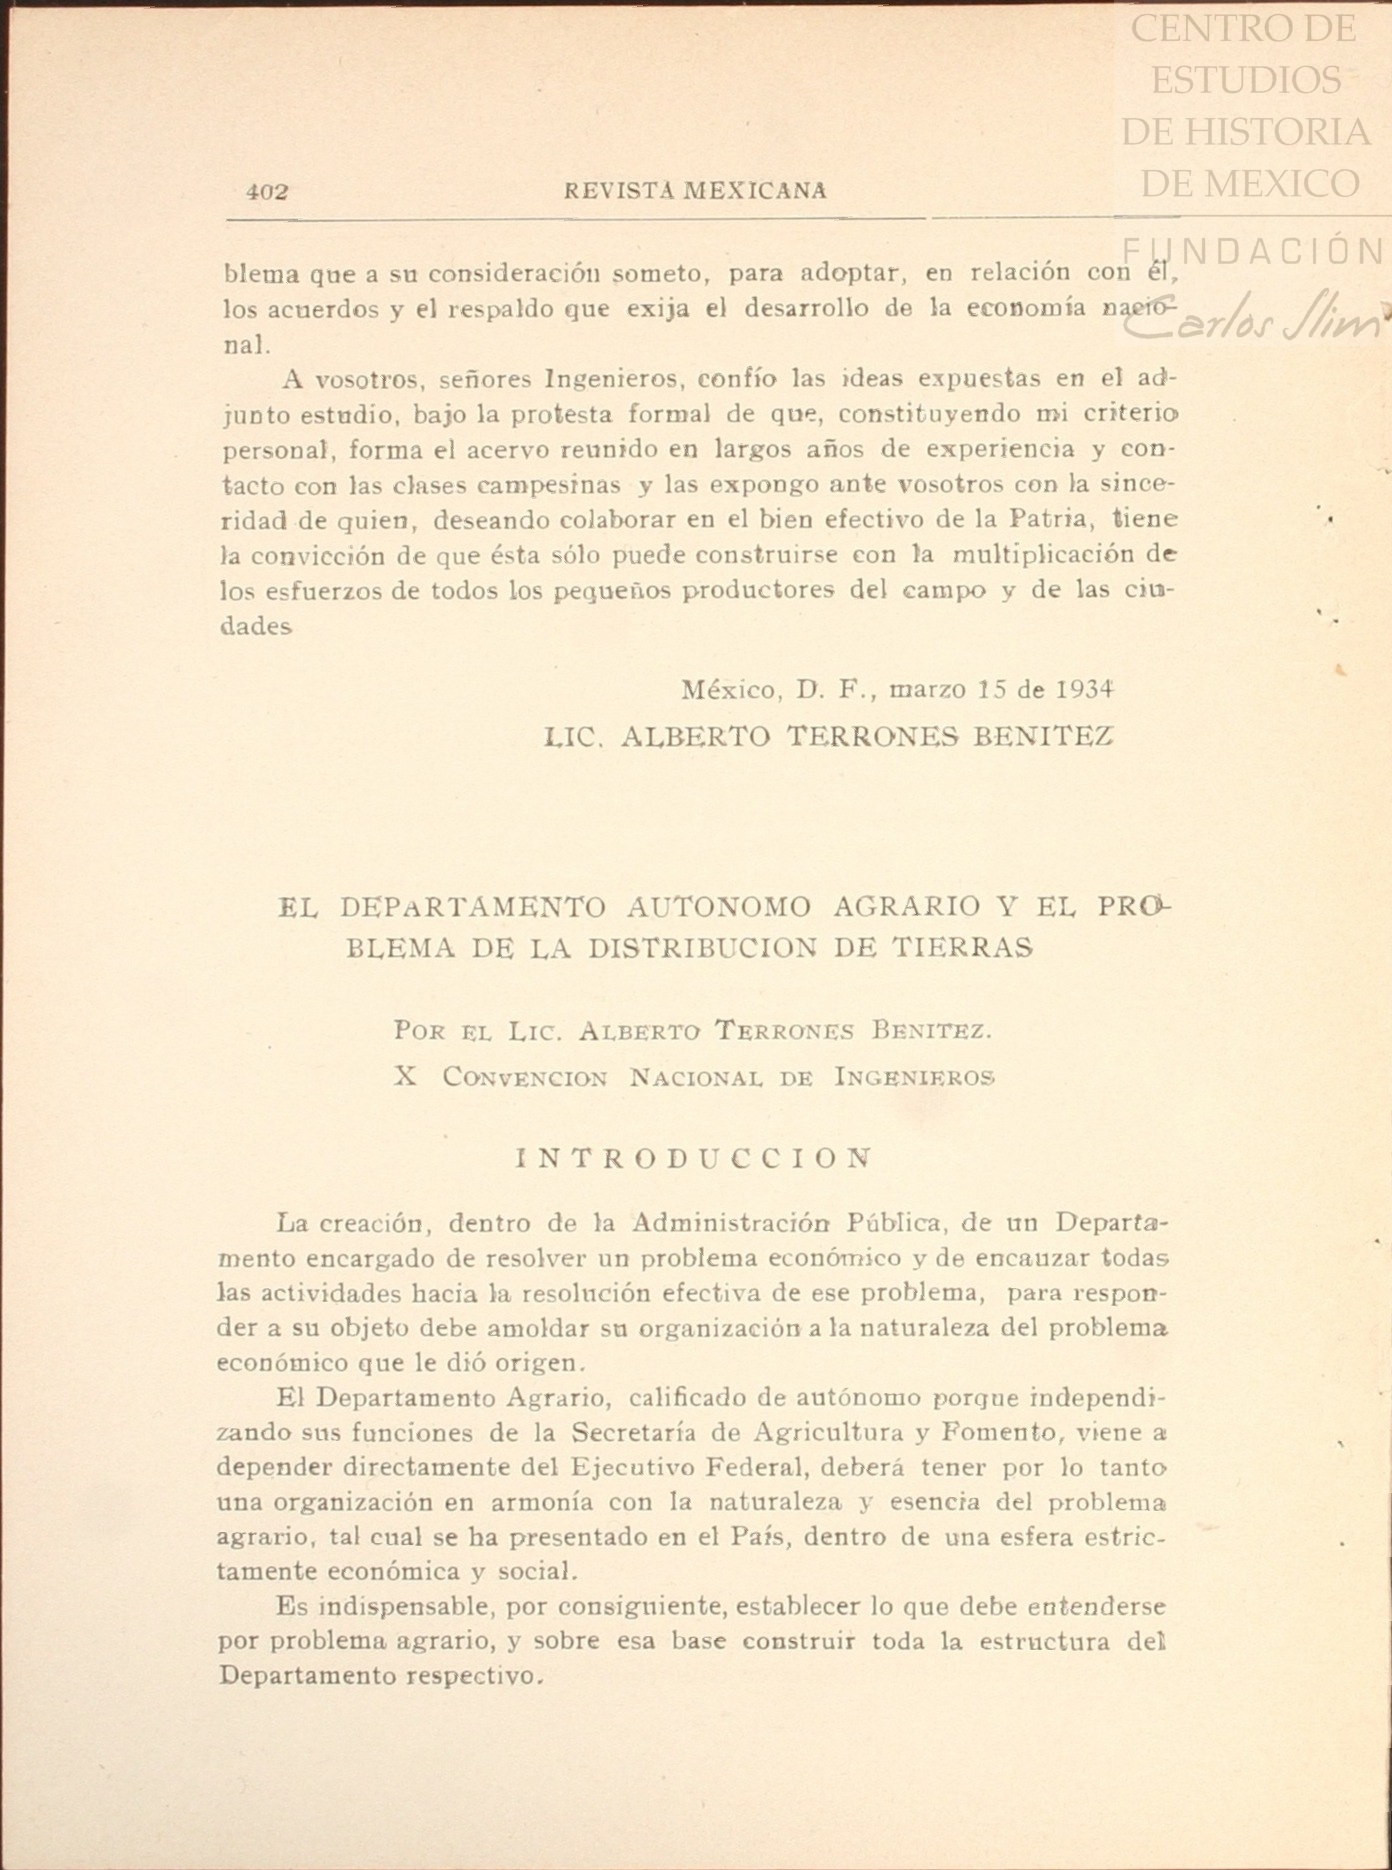 CENTRO DE
ESTUDIOS
DE HISTORIA
DE MEXICO
FUNDACIÓN
Carlos Slim
402 REVISTA MEXICANA
blema que a su consideración someto, para adoptar, en relación con él,
los acuerdos y el respaldo que exija el desarrollo de la economía nacio-
nal.
A vosotros, señores Ingenieros, confío las ideas expuestas en el ad-
junto estudio, bajo la protesta formal de que, constituyendo mi criterio
personal, forma el acervo reunido en largos años de experiencia y con-
tacto con las clases campesinas y las expongo ante vosotros con la since-
ridad de quien, deseando colaborar en el bien efectivo de la Patria, tiene
la convicción de que ésta sólo puede construirse con la multiplicación de
los esfuerzos de todos los pequeños productores del campo y de las ciu-
dades
México, D. F., marzo 15 de 1934
LIC. ALBERTO TERRONES BENITEZ
EL DEPARTAMENTO AUTONOMO AGRARIO Y EL PRO-
BLEMA DE LA DISTRIBUCION DE TIERRAS
POR EL LIC. ALBERTO TERRONES BENITEZ.
X CONVENCION NACIONAL DE INGENIEROS
INTRODUCCION
La creación, dentro de la Administración Pública, de un Departa-
mento encargado de resolver un problema económico y de encauzar todas
las actividades hacia la resolución efectiva de ese problema, para respon-
der a su objeto debe amoldar su organización a la naturaleza del problema
económico que le dió origen.
El Departamento Agrario, calificado de autónomo porque independi-
zando sus funciones de la Secretaría de Agricultura y Fomento, viene a
depender directamente del Ejecutivo Federal, deberá tener por lo tanto
una organización en armonía con la naturaleza y esencia del problema
agrario, tal cual se ha presentado en el País, dentro de una esfera estric-
tamente económica y social.
Es indispensable, por consiguiente, establecer lo que debe entenderse
por problema agrario, y sobre esa base construir toda la estructura del
Departamento respectivo.